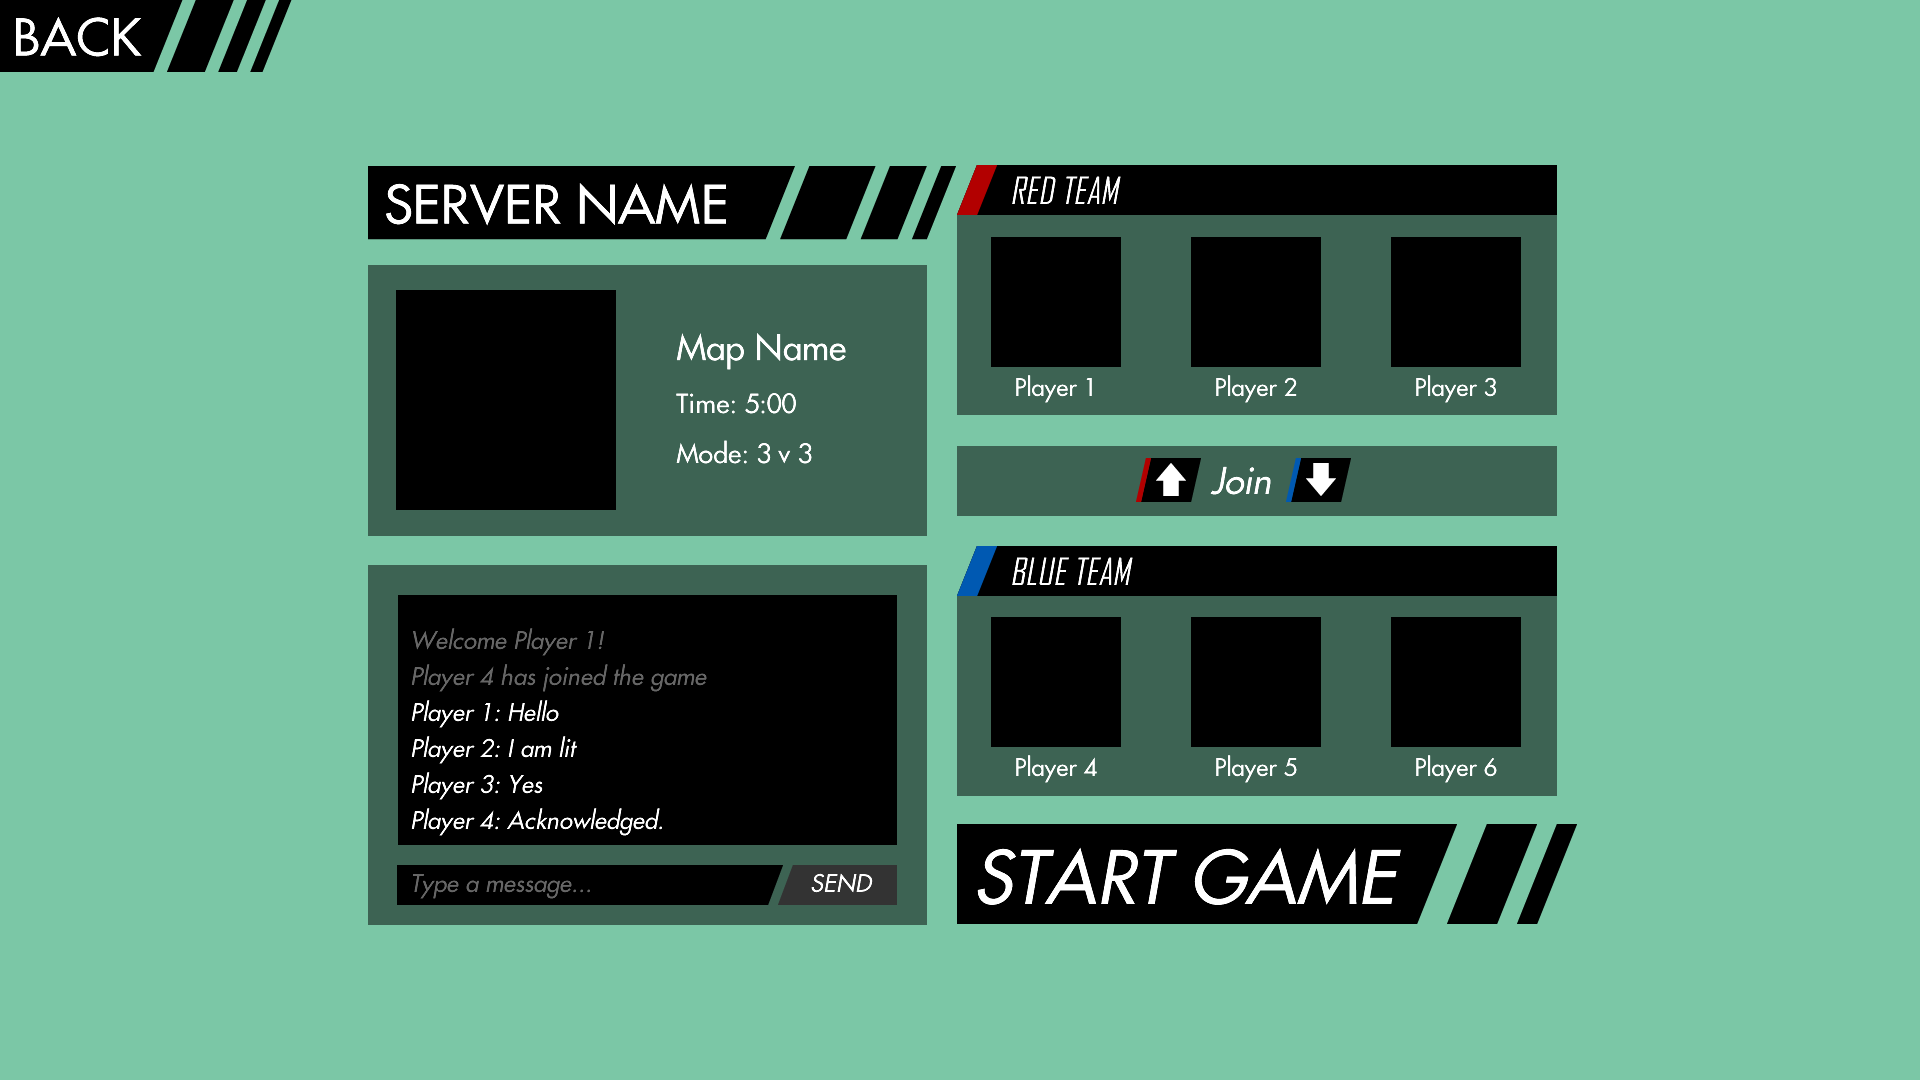 BACK
SERVER NAME
Map Name
Time: 5:00
Mode: 3 v 3
Welcome Player 1!
Player 4 has joined the game
Player 1: Hello
Player 2: I am lit
Player 3: Yes
Player 4: Acknowledged.
Type a message...
SEND
RED TEAM
Player 1
Player 2
Player 3
Join
BLUE TEAM
Player 4
Player 5
Player 6
START GAME